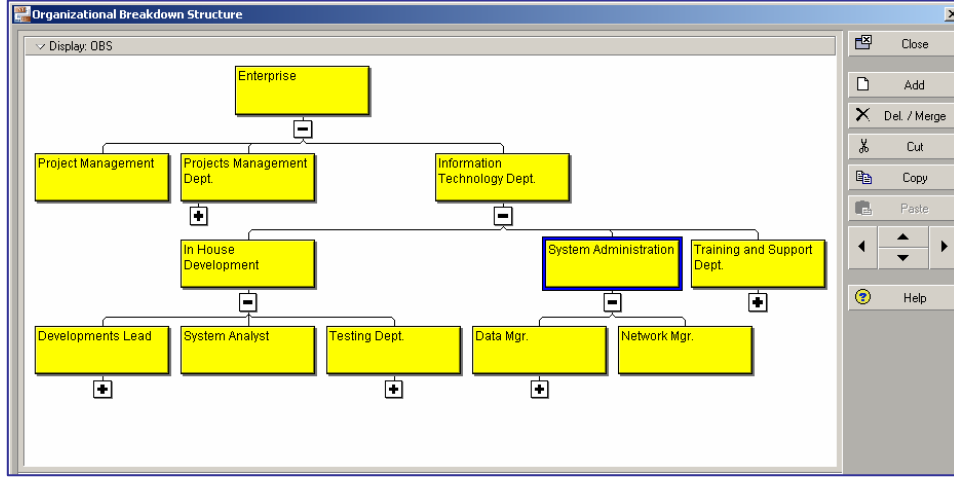 Organizational Breakdown Structure
Display: OBS
Close
Add
Del. / Merge
Cut
Copy
Paste
Help
Enterprise
Project Management
Projects Management
Dept.
Information
Technology Dept.
In House
Development
System Administration
Training and Support
Dept.
Developments Lead
System Analyst
Testing Dept.
Data Mgr.
Network Mgr.